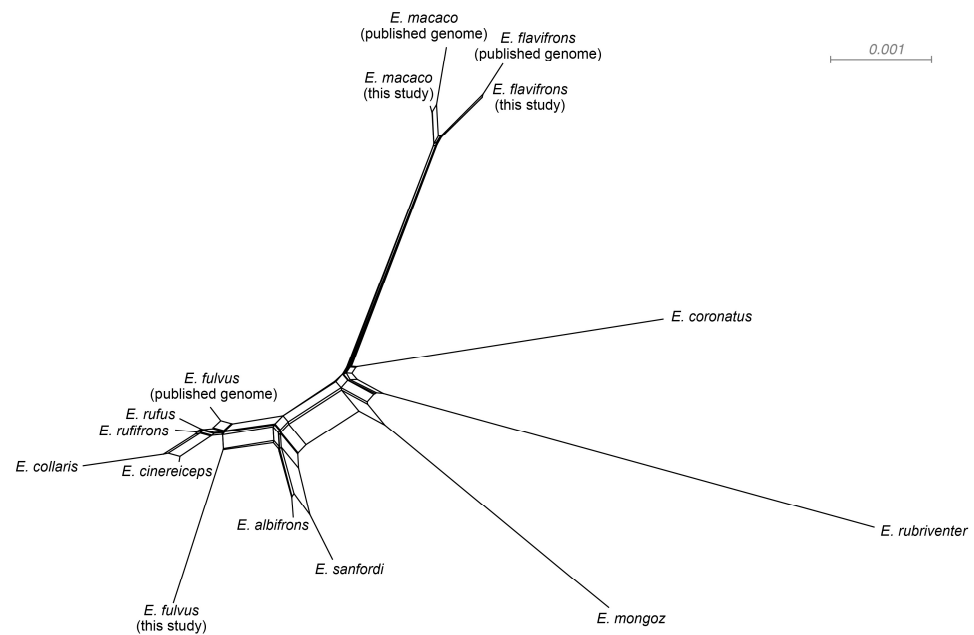 E. macaco
(published genome)
E. flavifrons
(published genome)
0.001
E. macaco
(this study)
E. flavifrons
(this study)
E. coronatus
E. fulvus
(published genome)
E. rufus
E. rufifrons
E. collaris
E. cinereiceps
E. albifrons
E. rubriventer
E. sanfordi
E. fulvus
(this study)
E. mongoz